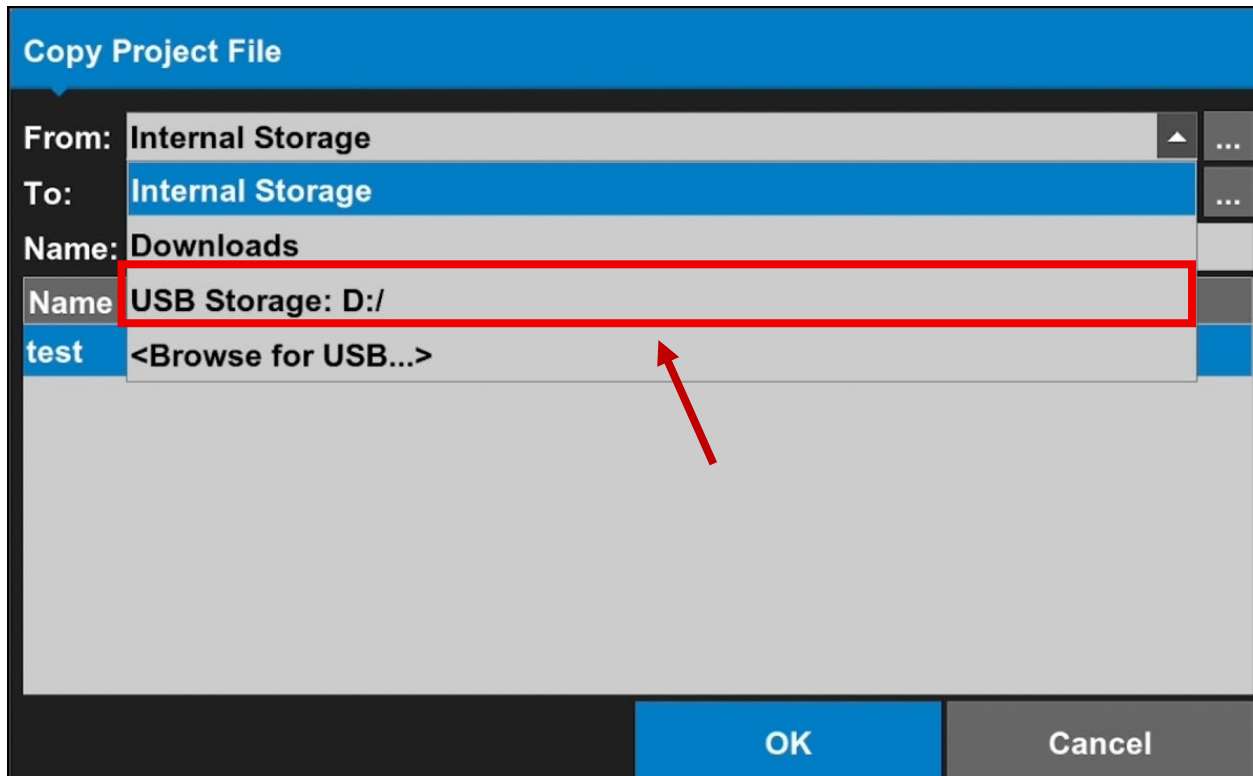 Copy Project File
From: Internal Storage ...
To: Internal Storage ...
Name: Downloads
Name USB Storage: D:/
test <Browse for USB...>
OK Cancel